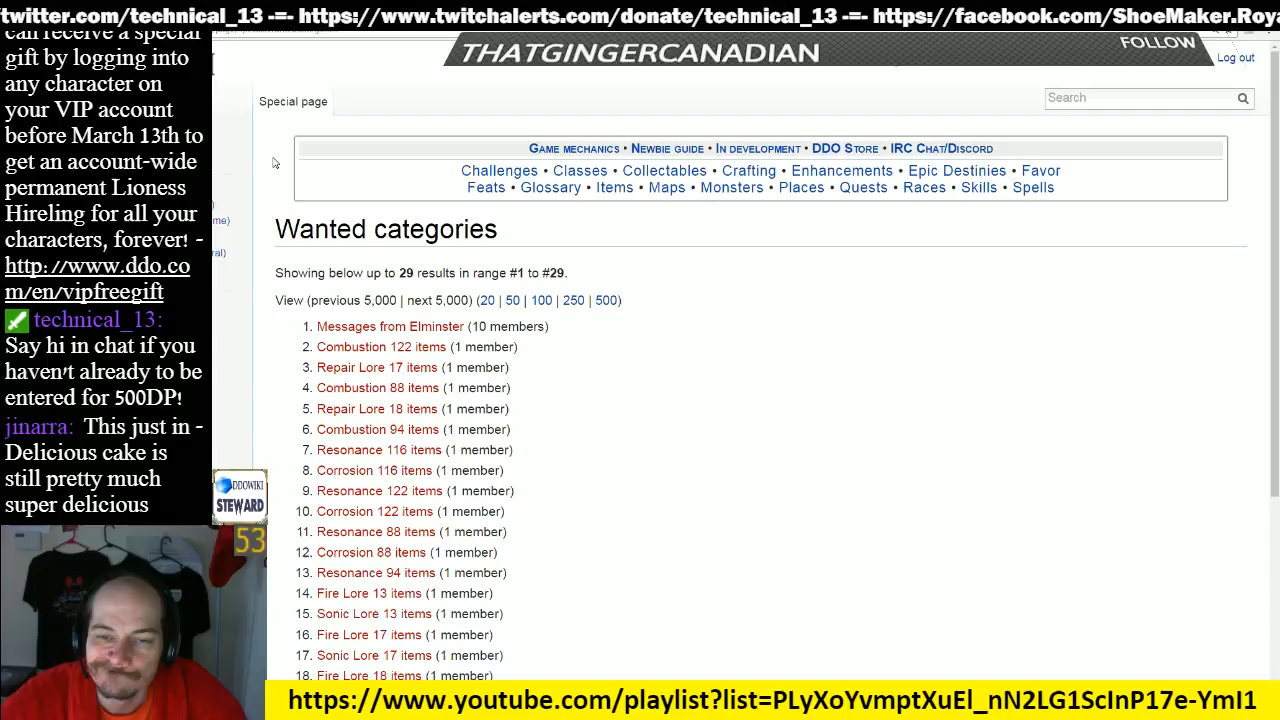 twitter.com/technical_13 -=- https://www.twitchalerts.com/donate/technical_13 -=- https://facebook.com/ShoeMaker.Roya
can receive a special
gift by logging into
any character on
your VIP account
before March 13th to
get an account-wide
permanent Lioness
Hireling for all your
characters, forever! -
http://www.ddo.co
m/en/vipfreegift
technical_13:
Say hi in chat if you
haven't already to be
entered for 500DP!
jinarra: This just in -
Delicious cake is
still pretty much
super delicious
DDOWIKI
STEWARD
53
THATGINGERCANADIAN
FOLLOW
Log out
Special page
Search
Game mechanics • Newbie guide • In development • DDO Store • IRC Chat/Discord
Challenges • Classes • Collectables • Crafting • Enhancements • Epic Destinies • Favor
Feats • Glossary • Items • Maps • Monsters • Places • Quests • Races • Skills • Spells
Wanted categories
Showing below up to 29 results in range #1 to #29.
View (previous 5,000 | next 5,000) (20 | 50 | 100 | 250 | 500)
1. Messages from Elminster (10 members)
2. Combustion 122 items (1 member)
3. Repair Lore 17 items (1 member)
4. Combustion 88 items (1 member)
5. Repair Lore 18 items (1 member)
6. Combustion 94 items (1 member)
7. Resonance 116 items (1 member)
8. Corrosion 116 items (1 member)
9. Resonance 122 items (1 member)
10. Corrosion 122 items (1 member)
11. Resonance 88 items (1 member)
12. Corrosion 88 items (1 member)
13. Resonance 94 items (1 member)
14. Fire Lore 13 items (1 member)
15. Sonic Lore 13 items (1 member)
16. Fire Lore 17 items (1 member)
17. Sonic Lore 17 items (1 member)
18. Fire Lore 18 items (1 member)
https://www.youtube.com/playlist?list=PLyXoYvmptXuEl_nN2LG1ScInP17e-YmI1